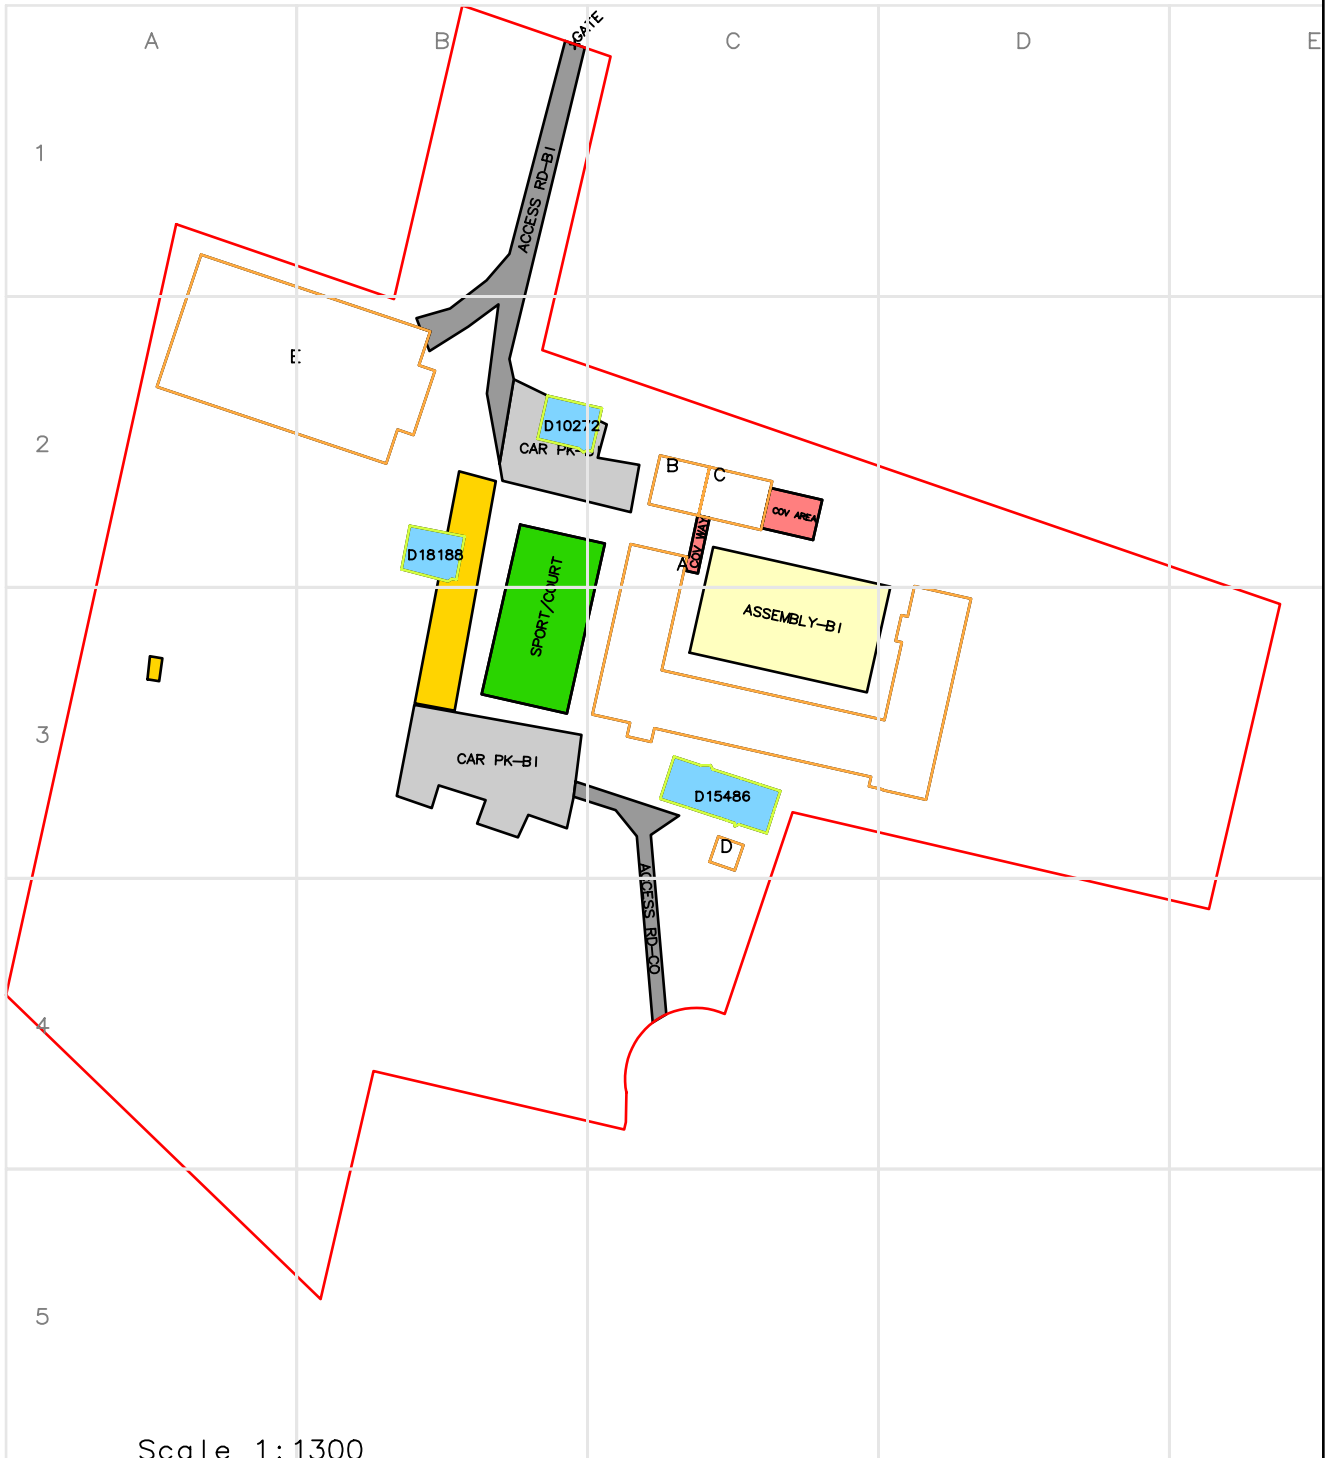 GATE
A B C D E
1
ACCESS RD-BI
E
2
D10272
CAR PK-
B
C
COV AREA
COV WAY
A
D18188
SPORT/COURT
ASSEMBLY-BI
3
CAR PK-BI
D15486
D
ACCESS RD-CO
4
5
Scale 1:1300